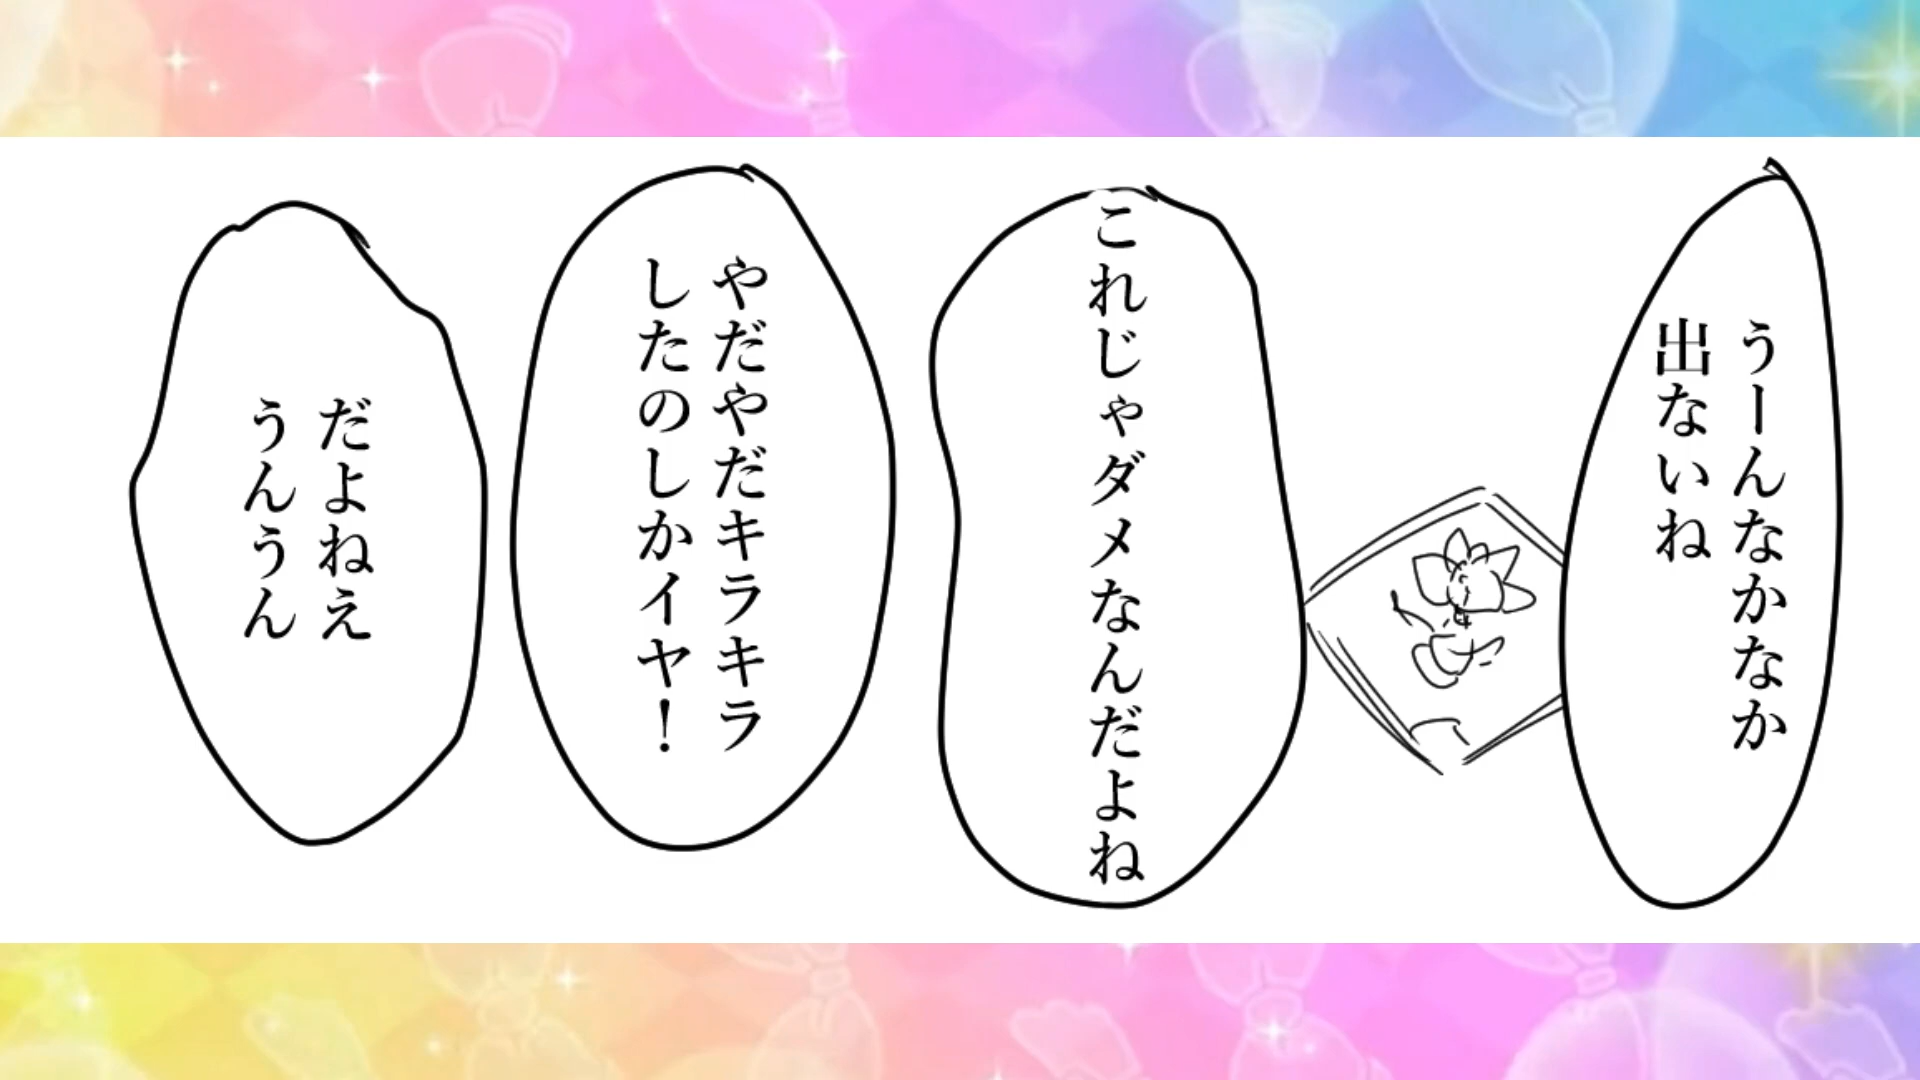 うーんなかなか
出ないね
これじゃダメなんだよね
やだやだキラキラ
したのしかイヤ！
だよねえ
うんうん